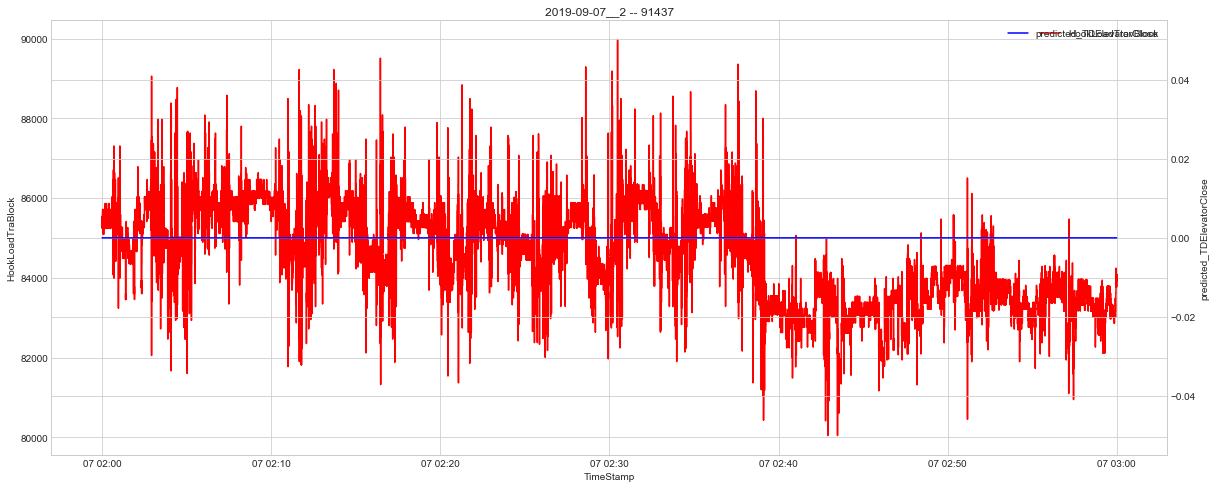 2019-09-07__2 -- 91437
90000
88000
86000
84000
82000
80000
HookLoadTraBlock
0.04
0.02
0.00
−0.02
−0.04
predicted_TDElevatorClose
07 02:00 07 02:10 07 02:20 07 02:30 07 02:40 07 02:50 07 03:00
TimeStamp